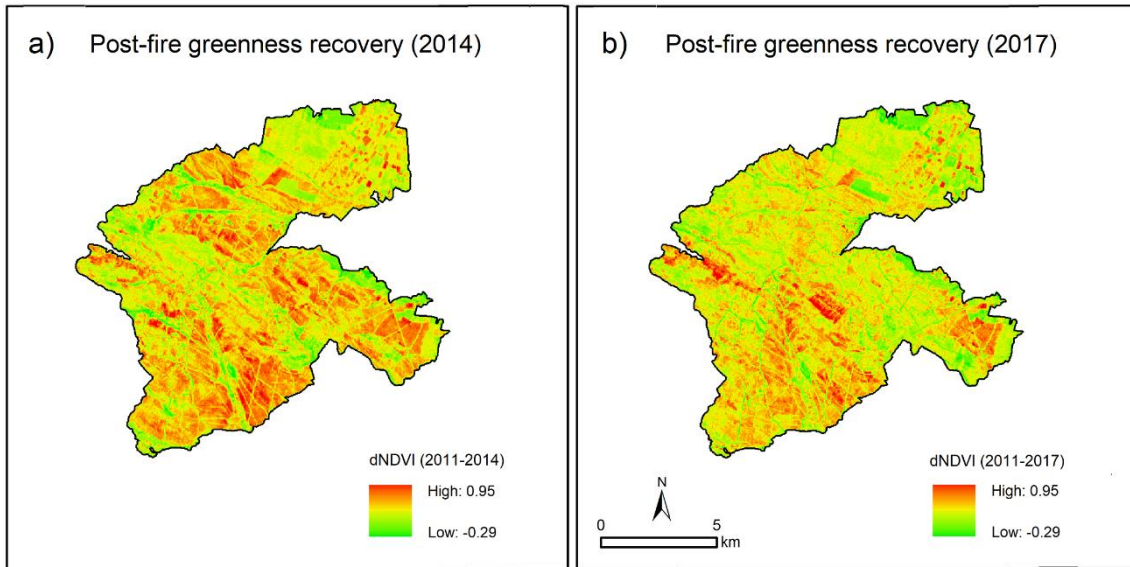 a) Post-fire greenness recovery (2014)
dNDVI (2011-2014)
High: 0.95
Low: -0.29
b) Post-fire greenness recovery (2017)
N
0 5
km
dNDVI (2011-2017)
High: 0.95
Low: -0.29